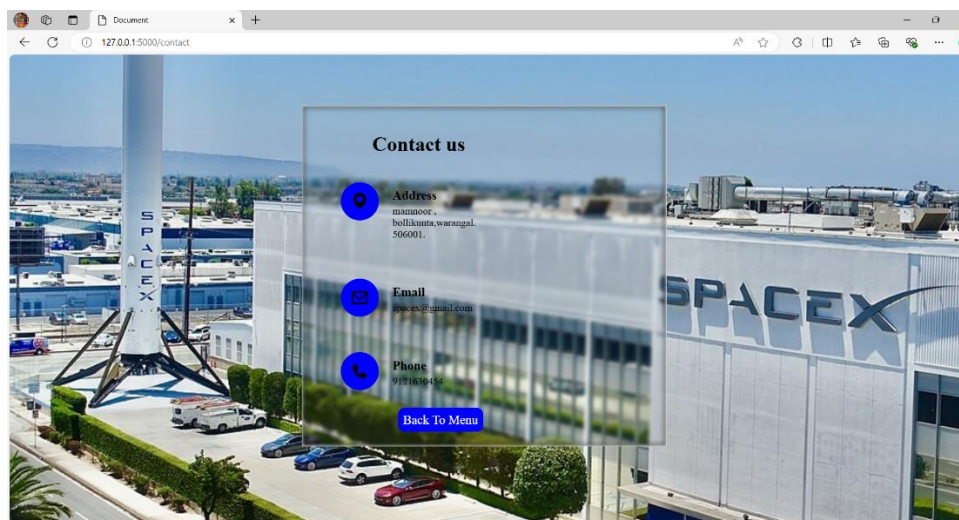 Document
127.0.0.1:5000/contact
SPACEX
SPACEX
Contact us
Address
mamnoor ,
bollikunta,warangal.
506001.
Email
spacex@gmail.com
Phone
9121630454
Back To Menu